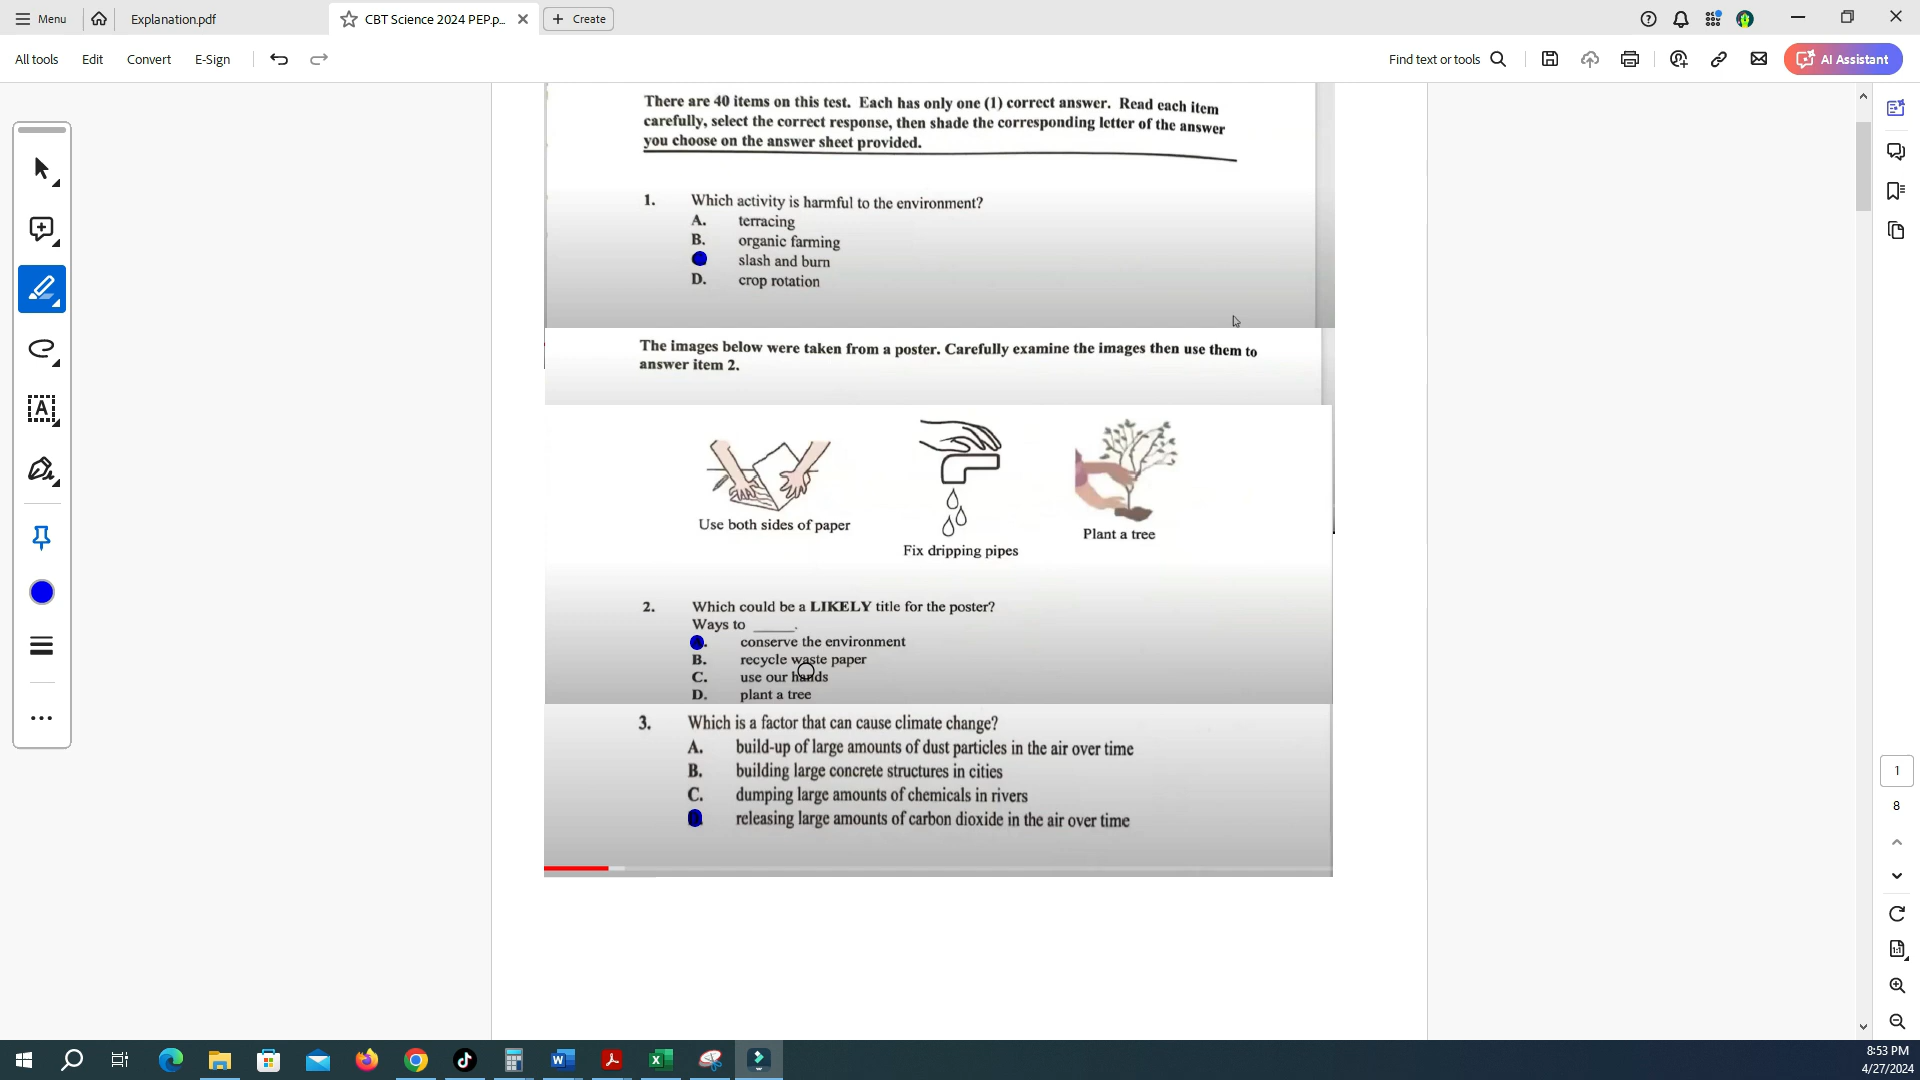 Menu Explanation.pdf CBT Science 2024 PEP.p... Create
All tools Edit Convert E-Sign Find text or tools AI Assistant
There are 40 items on this test. Each has only one (1) correct answer. Read each item
carefully, select the correct response, then shade the corresponding letter of the answer
you choose on the answer sheet provided.
1. Which activity is harmful to the environment?
A. terracing
B. organic farming
slash and burn
D. crop rotation
The images below were taken from a poster. Carefully examine the images then use them to
answer item 2.
Use both sides of paper
Fix dripping pipes
Plant a tree
2. Which could be a LIKELY title for the poster?
Ways to ______.
A. conserve the environment
B. recycle waste paper
C. use our hands
D. plant a tree
3. Which is a factor that can cause climate change?
A. build-up of large amounts of dust particles in the air over time
B. building large concrete structures in cities
C. dumping large amounts of chemicals in rivers
D releasing large amounts of carbon dioxide in the air over time
1
8
8:53 PM
4/27/2024